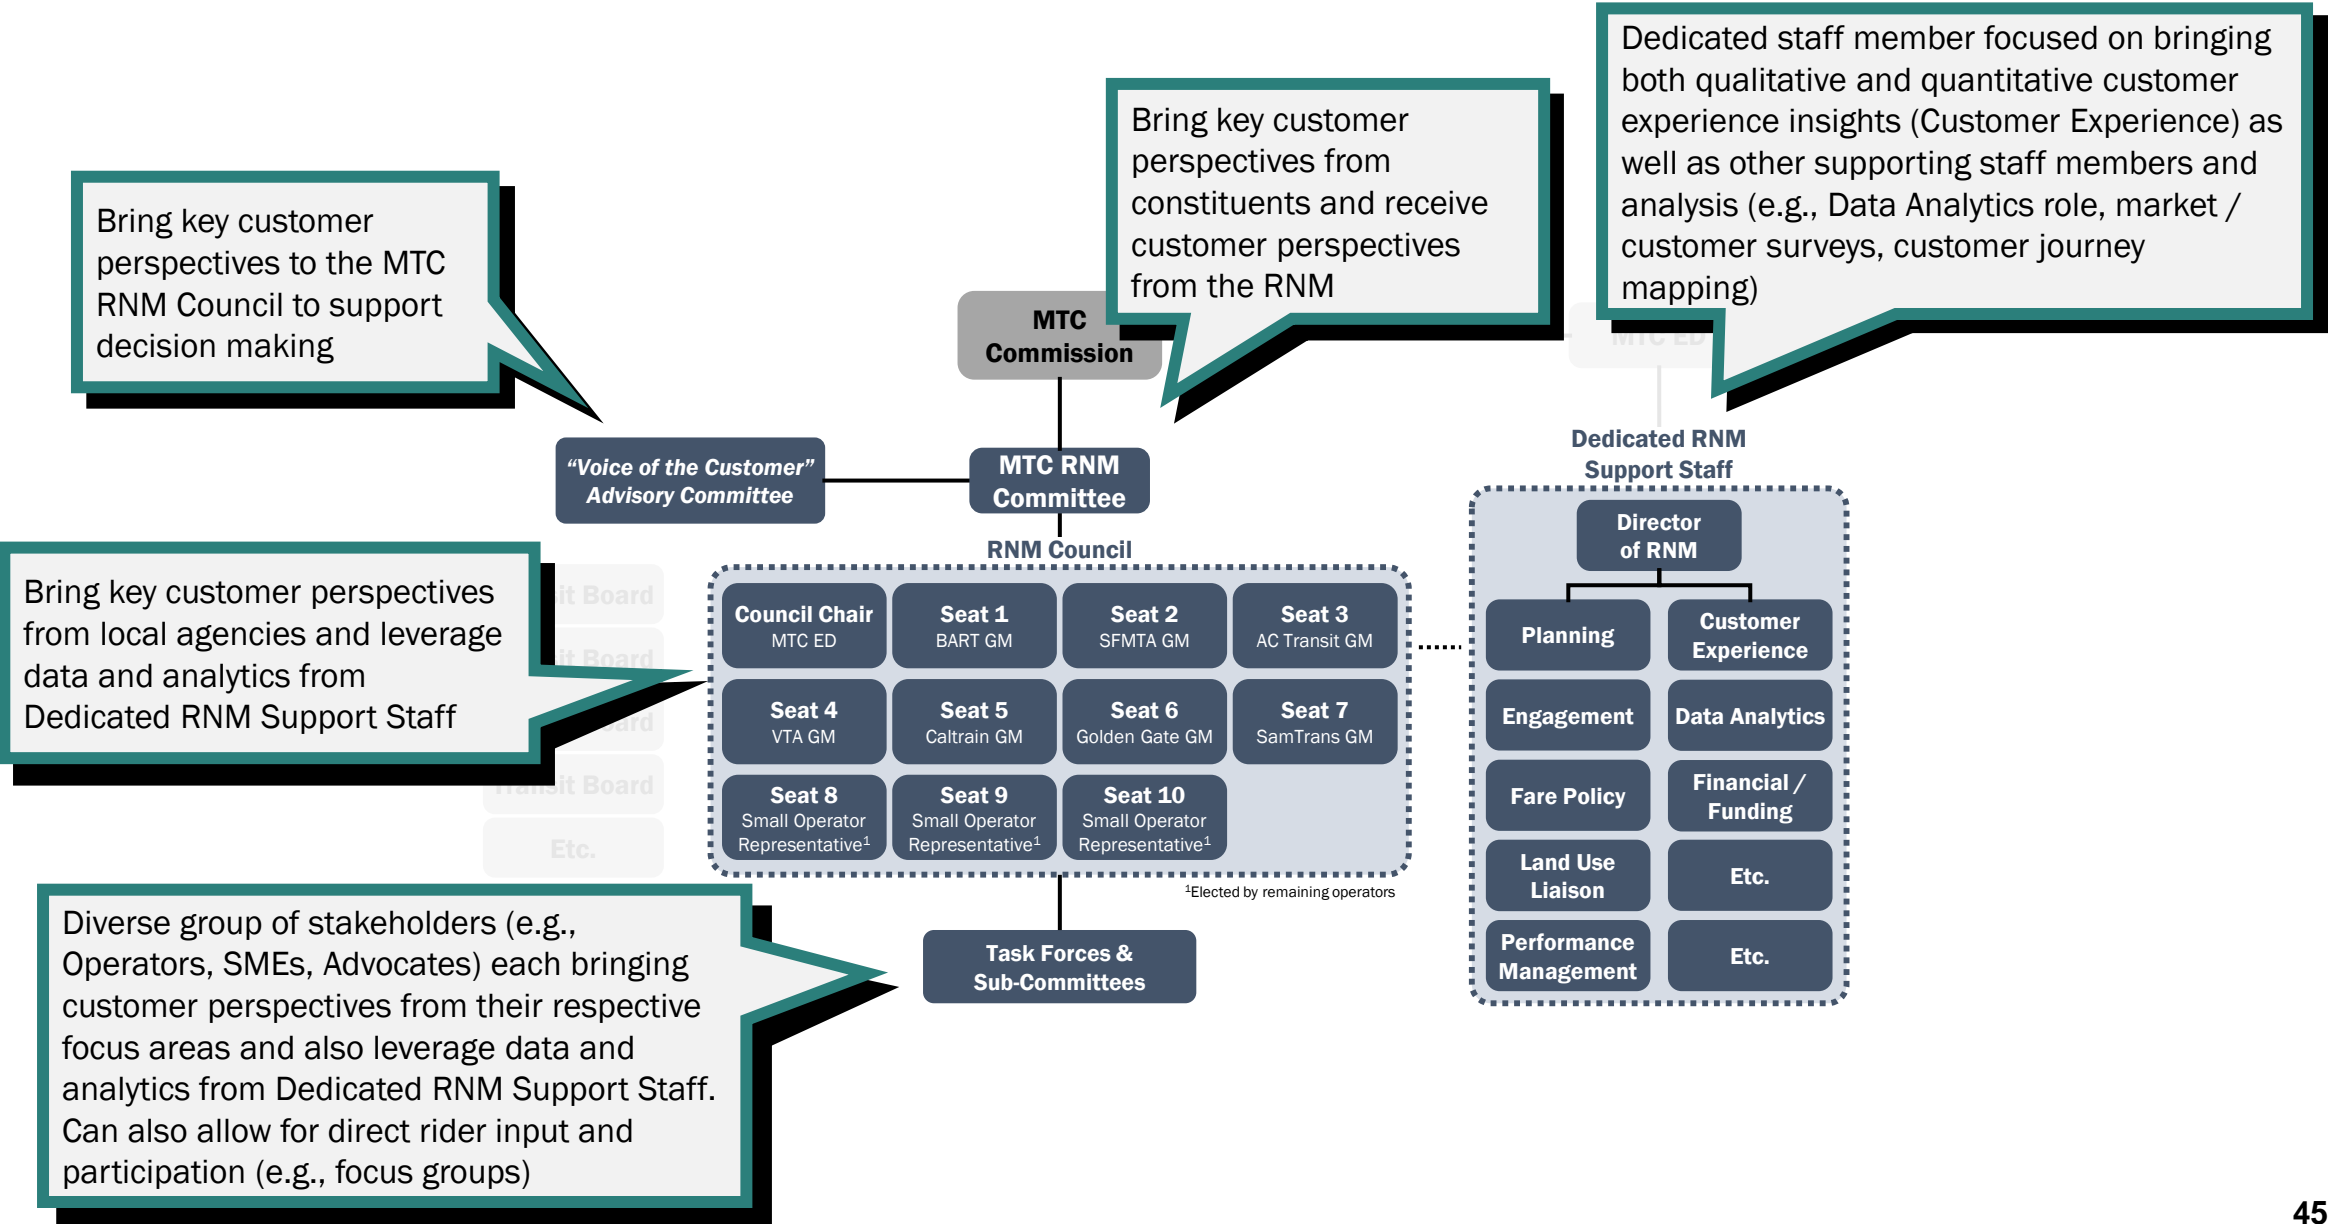 Dedicated staff member focused on bringing
both qualitative and quantitative customer
experience insights (Customer Experience) as
well as other supporting staff members and
analysis (e.g., Data Analytics role, market /
customer surveys, customer journey
mapping)
Bring key customer
perspectives from
constituents and receive
customer perspectives
from the RNM
Bring key customer
perspectives to the MTC
RNM Council to support
decision making
MTC
Commission
MTC ED
"Voice of the Customer"
Advisory Committee
MTC RNM
Committee
Dedicated RNM
Support Staff
RNM Council
Bring key customer perspectives
from local agencies and leverage
data and analytics from
Dedicated RNM Support Staff
Board
Board
Transit Board
Etc.
Council Chair
MTC ED
Seat 1
BART GM
Seat 2
SFMTA GM
Seat 3
AC Transit GM
Seat 4
VTA GM
Seat 5
Caltrain GM
Seat 6
Golden Gate GM
Seat 7
SamTrans GM
Seat 8
Small Operator
Representative¹
Seat 9
Small Operator
Representative¹
Seat 10
Small Operator
Representative¹
¹Elected by remaining operators
Director
of RNM
Planning
Customer
Experience
Engagement
Data Analytics
Fare Policy
Financial /
Funding
Land Use
Liaison
Etc.
Performance
Management
Etc.
Task Forces &
Sub-Committees
Diverse group of stakeholders (e.g.,
Operators, SMEs, Advocates) each bringing
customer perspectives from their respective
focus areas and also leverage data and
analytics from Dedicated RNM Support Staff.
Can also allow for direct rider input and
participation (e.g., focus groups)
45